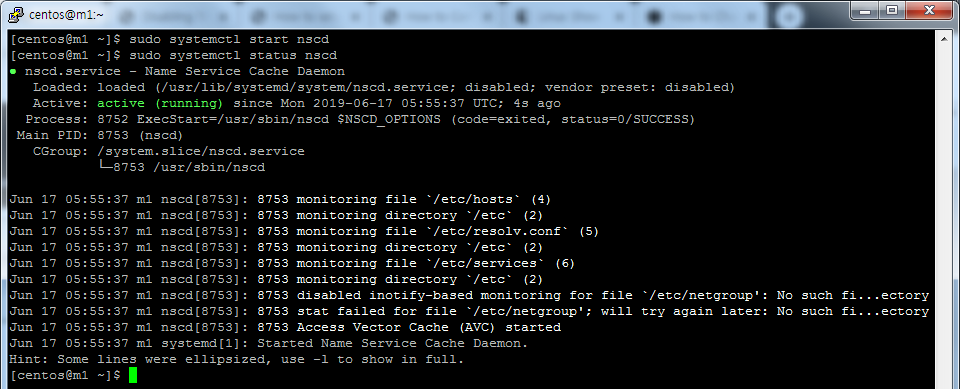 centos@m1:~
[centos@m1 ~]$ sudo systemctl start nscd
[centos@m1 ~]$ sudo systemctl status nscd
● nscd.service - Name Service Cache Daemon
   Loaded: loaded (/usr/lib/systemd/system/nscd.service; disabled; vendor preset: disabled)
   Active: active (running) since Mon 2019-06-17 05:55:37 UTC; 4s ago
  Process: 8752 ExecStart=/usr/sbin/nscd $NSCD_OPTIONS (code=exited, status=0/SUCCESS)
 Main PID: 8753 (nscd)
   CGroup: /system.slice/nscd.service
           └─8753 /usr/sbin/nscd
Jun 17 05:55:37 m1 nscd[8753]: 8753 monitoring file `/etc/hosts` (4)
Jun 17 05:55:37 m1 nscd[8753]: 8753 monitoring directory `/etc` (2)
Jun 17 05:55:37 m1 nscd[8753]: 8753 monitoring file `/etc/resolv.conf` (5)
Jun 17 05:55:37 m1 nscd[8753]: 8753 monitoring directory `/etc` (2)
Jun 17 05:55:37 m1 nscd[8753]: 8753 monitoring file `/etc/services` (6)
Jun 17 05:55:37 m1 nscd[8753]: 8753 monitoring directory `/etc` (2)
Jun 17 05:55:37 m1 nscd[8753]: 8753 disabled inotify-based monitoring for file `/etc/netgroup': No such fi...ectory
Jun 17 05:55:37 m1 nscd[8753]: 8753 stat failed for file `/etc/netgroup'; will try again later: No such fi...ectory
Jun 17 05:55:37 m1 nscd[8753]: 8753 Access Vector Cache (AVC) started
Jun 17 05:55:37 m1 systemd[1]: Started Name Service Cache Daemon.
Hint: Some lines were ellipsized, use -l to show in full.
[centos@m1 ~]$